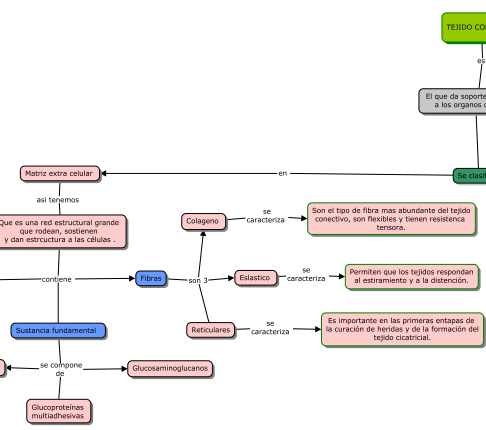 TEJIDO CO
es
El que da soporte
a los organos
Se clasif
en
Matriz extra celular
asi tenemos
Que es una red estructural grande
que rodean, sostienen
y dan estrcuctura a las células .
contiene
Fibras
son 3
Colageno
se
caracteriza
Son el tipo de fibra mas abundante del tejido
conectivo, son flexibles y tienen resistenca
tensora.
Eslastico
se
caracteriza
Permiten que los tejidos respondan
al estiramiento y a la distención.
Reticulares
se
caracteriza
Es importante en las primeras entapas de
la curación de heridas y de la formación del
tejido cicatricial.
Sustancia fundamental
se compone
de
Glucosaminoglucanos
Glucoproteínas
multiadhesivas